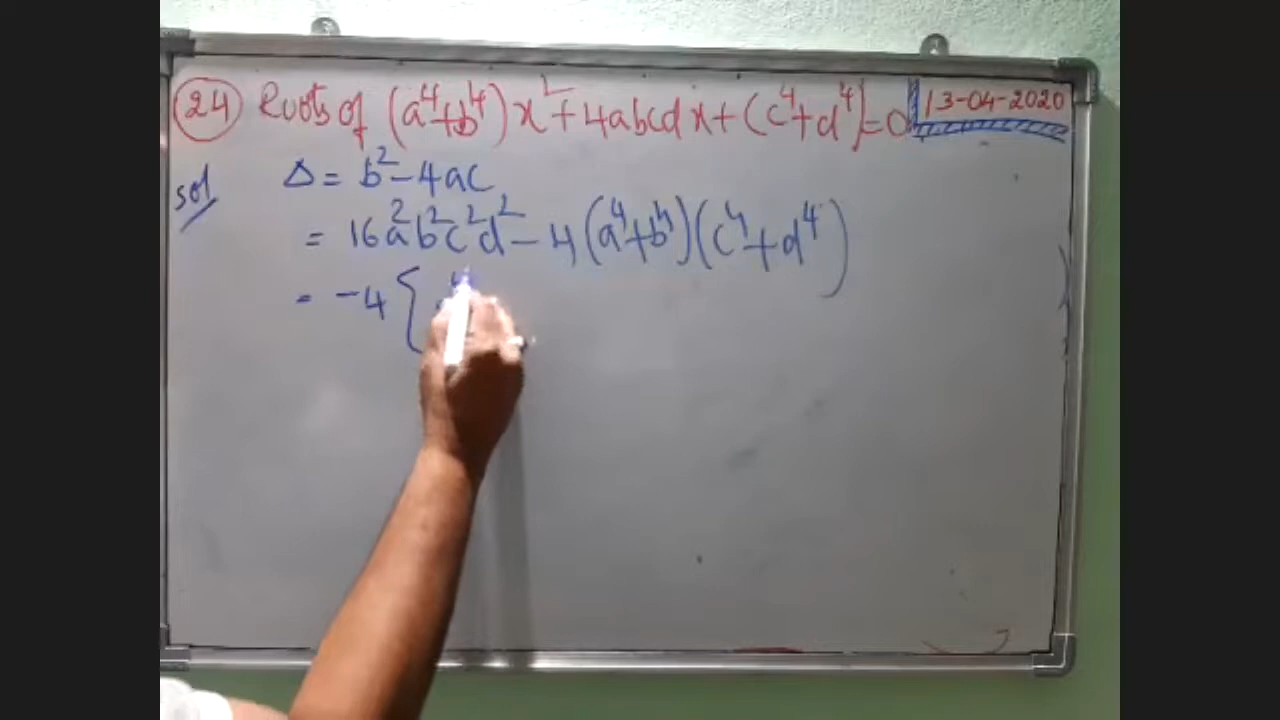 24 Roots of (a⁴+b⁴)x²+4abcdx+(c⁴+d⁴)=0 13-04-2020
Sol Δ = b²-4ac
= 16a²b²c²d²-4(a⁴+b⁴)(c⁴+d⁴)
= -4{